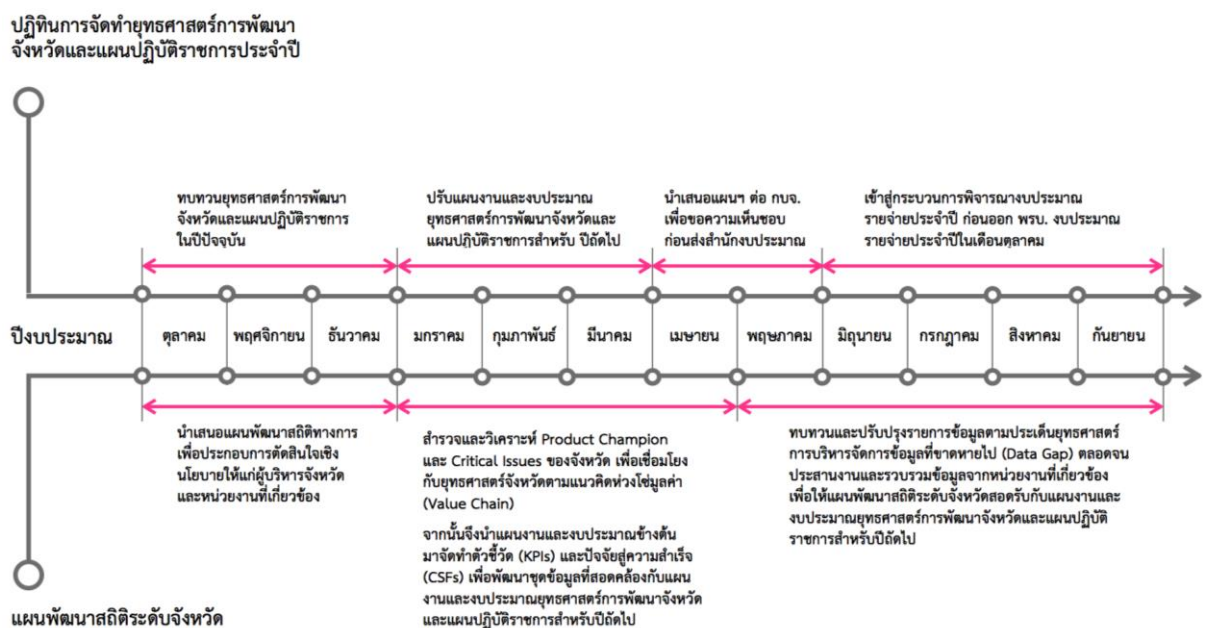 ปฏิทินการจัดทำยุทธศาสตร์การพัฒนา
จังหวัดและแผนปฏิบัติราชการประจำปี
ทบทวนยุทธศาสตร์การพัฒนา
จังหวัดและแผนปฏิบัติราชการ
ในปีปัจจุบัน
ปรับแผนงานและงบประมาณ
ยุทธศาสตร์การพัฒนาจังหวัดและ
แผนปฏิบัติราชการสำหรับ ปีถัดไป
นำเสนอแผนฯ ต่อ กบจ.
เพื่อขอความเห็นชอบ
ก่อนส่งสำนักงบประมาณ
เข้าสู่กระบวนการพิจารณางบประมาณ
รายจ่ายประจำปี ก่อนออก พรบ. งบประมาณ
รายจ่ายประจำปีในเดือนตุลาคม
ปีงบประมาณ ตุลาคม พฤศจิกายน ธันวาคม มกราคม กุมภาพันธ์ มีนาคม เมษายน พฤษภาคม มิถุนายน กรกฎาคม สิงหาคม กันยายน
นำเสนอแผนพัฒนาสถิติทางการ
เพื่อประกอบการตัดสินใจเชิง
นโยบายให้แก่ผู้บริหารจังหวัด
และหน่วยงานที่เกี่ยวข้อง
สำรวจและวิเคราะห์ Product Champion
และ Critical Issues ของจังหวัด เพื่อเชื่อมโยง
กับยุทธศาสตร์จังหวัดตามแนวคิดห่วงโซ่มูลค่า
(Value Chain)
จากนั้นจึงนำแผนงานและงบประมาณข้างต้น
มาจัดทำตัวชี้วัด (KPIs) และปัจจัยสู่ความสำเร็จ
(CSFs) เพื่อพัฒนาชุดข้อมูลที่สอดคล้องกับแผน
งานและงบประมาณยุทธศาสตร์การพัฒนาจังหวัด
และแผนปฏิบัติราชการสำหรับปีถัดไป
ทบทวนและปรับปรุงรายการข้อมูลตามประเด็นยุทธศาสตร์
การบริหารจัดการข้อมูลที่ขาดหายไป (Data Gap) ตลอดจน
ประสานงานและรวบรวมข้อมูลจากหน่วยงานที่เกี่ยวข้อง
เพื่อให้แผนพัฒนาสถิติระดับจังหวัดสอดรับกับแผนงานและ
งบประมาณยุทธศาสตร์การพัฒนาจังหวัดและแผนปฏิบัติ
ราชการสำหรับปีถัดไป
แผนพัฒนาสถิติระดับจังหวัด